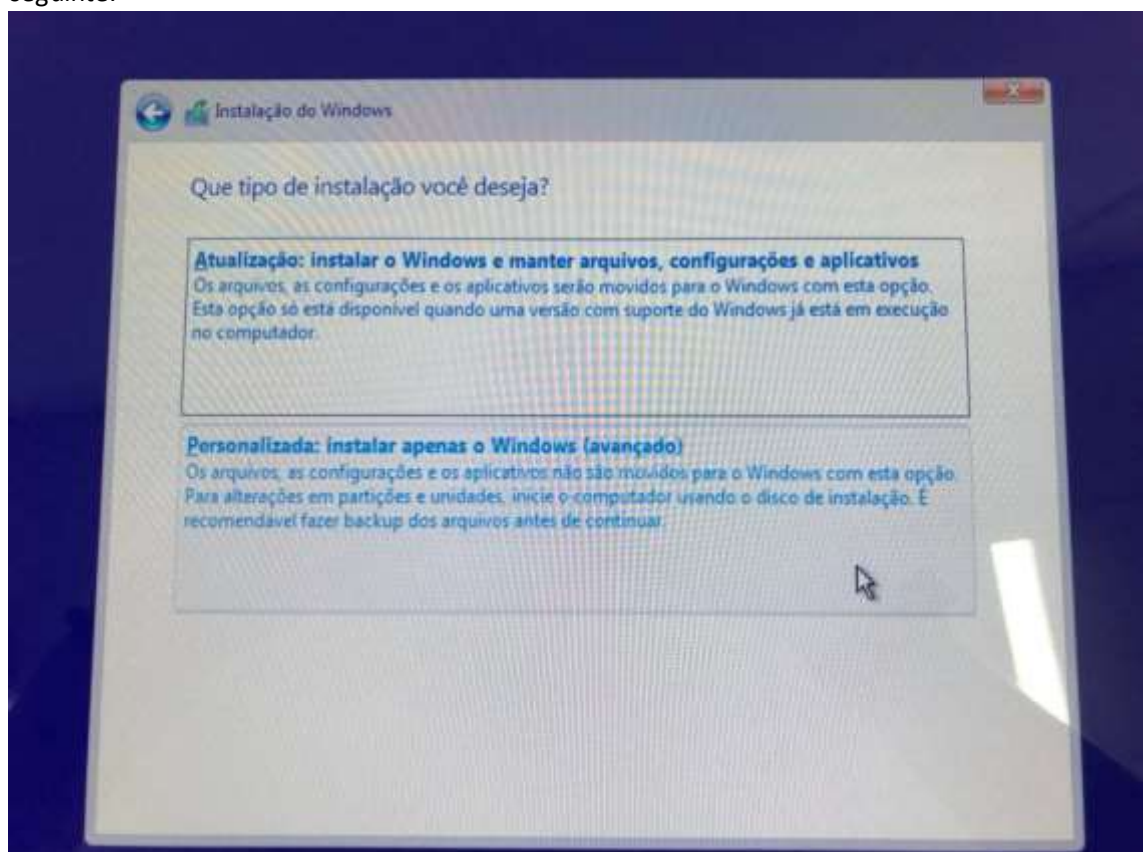 seguinte:
Instalação do Windows
Que tipo de instalação você deseja?
Atualização: instalar o Windows e manter arquivos, configurações e aplicativos
Os arquivos, as configurações e os aplicativos serão movidos para o Windows com esta opção.
Esta opção só está disponível quando uma versão com suporte do Windows já está em execução
no computador.
Personalizada: instalar apenas o Windows (avançado)
Os arquivos, as configurações e os aplicativos não são movidos para o Windows com esta opção.
Para alterações em partições e unidades, inicie o computador usando o disco de instalação. É
recomendável fazer backup dos arquivos antes de continuar.